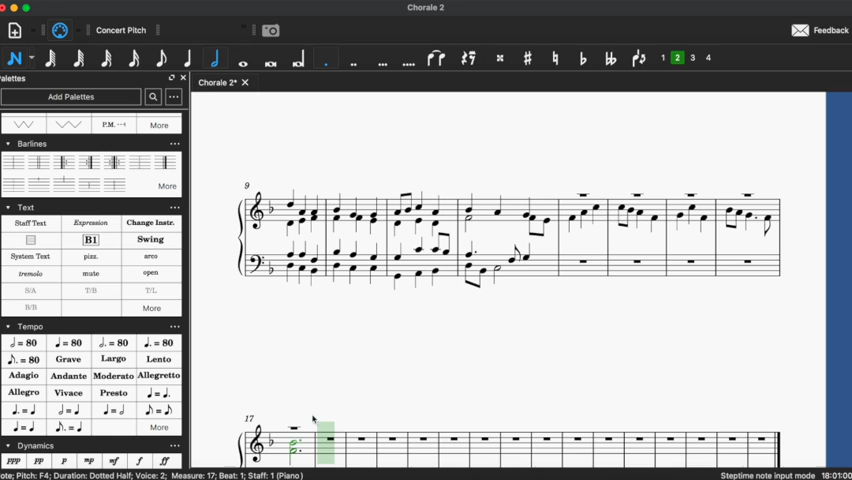 Chorale 2
Concert Pitch
Feedback
1 2 3 4
Palettes
Chorale 2*
Add Palettes
P.M.
More
Barlines
More
Text
Staff Text Expression Change Instr.
B1 Swing
System Text pizz. arco
tremolo mute open
S/A T/B T/L
B/B More
Tempo
= 80 = 80 = 80
= 80 Grave Largo Lento
Adagio Andante Moderato Allegretto
Allegro Vivace Presto
More
Dynamics
ppp pp p mp mf f ff
9
17
ote; Pitch: F4; Duration: Dotted Half; Voice: 2; Measure: 17; Beat: 1; Staff: 1 (Piano)
Steptime note input mode
18:01:00